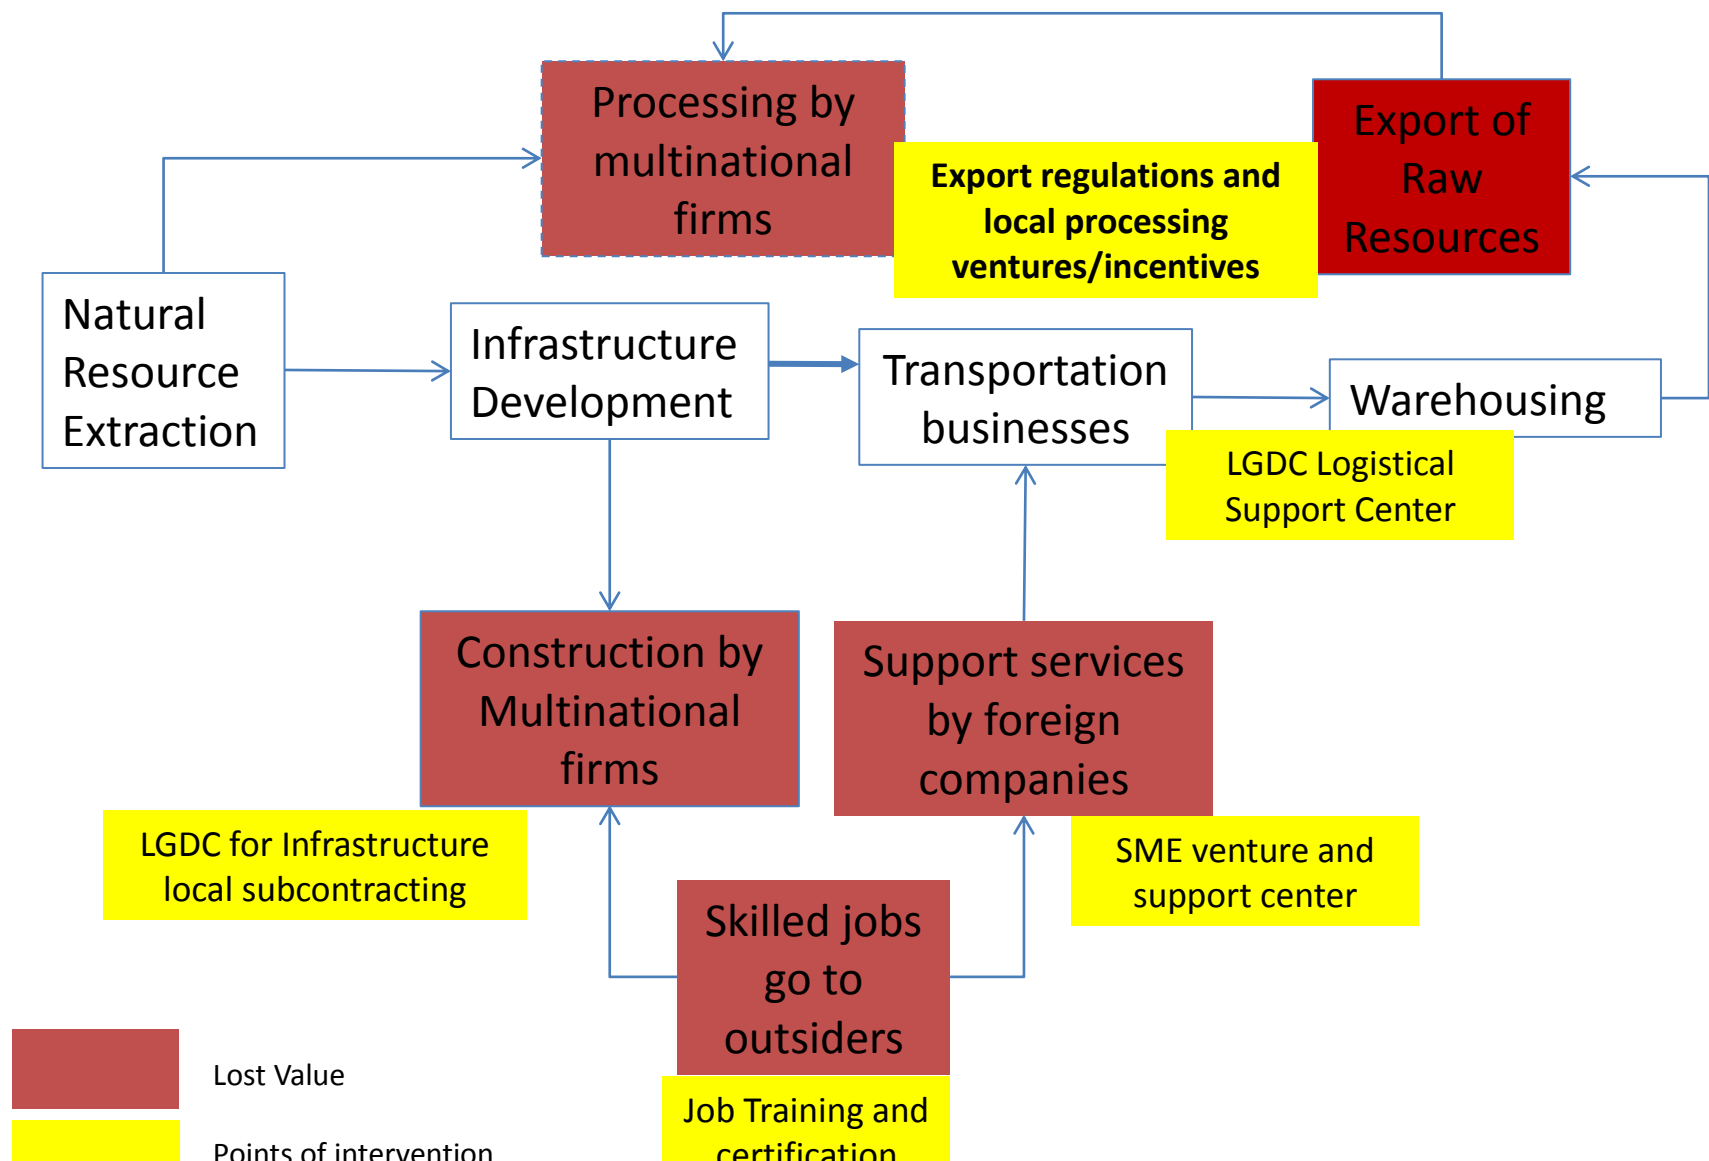 Processing by
multinational
firms
Export of
Raw
Resources
Export regulations and
local processing
ventures/incentives
Natural
Resource
Extraction
Infrastructure
Development
Transportation
businesses
Warehousing
LGDC Logistical
Support Center
Construction by
Multinational
firms
Support services
by foreign
companies
LGDC for Infrastructure
local subcontracting
SME venture and
support center
Skilled jobs
go to
outsiders
Job Training and
certification
Lost Value
Points of intervention